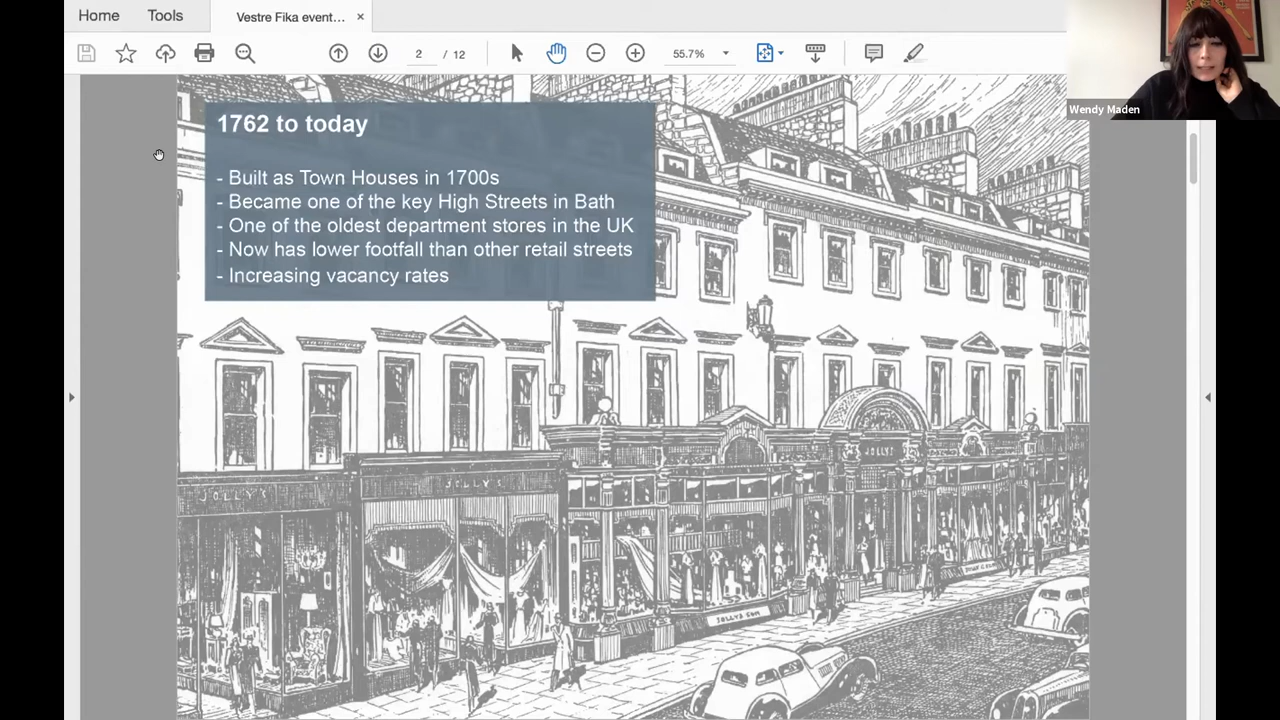 Home Tools Vestre Fika event... ×
2 / 12 55.7%
Wendy Maden
1762 to today
- Built as Town Houses in 1700s
- Became one of the key High Streets in Bath
- One of the oldest department stores in the UK
- Now has lower footfall than other retail streets
- Increasing vacancy rates
JOLLY'S
JOLLY'S
JOLLY'S
JOLLY & SON